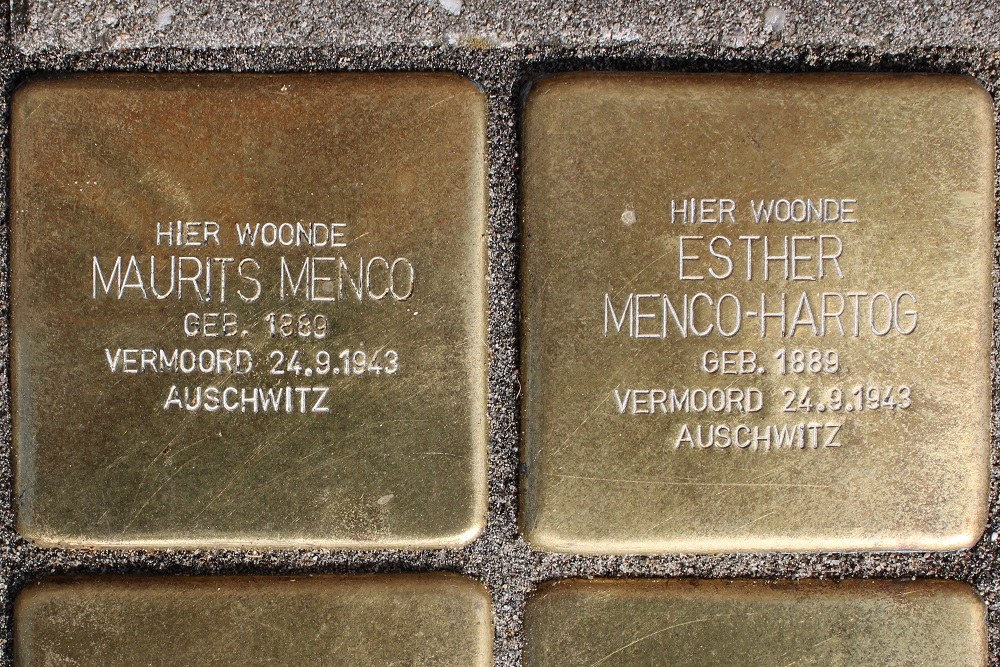 HIER WOONDE
MAURITS MENCO
GEB. 1889
VERMOORD 24.9.1943
AUSCHWITZ
HIER WOONDE
ESTHER
MENCO-HARTOG
GEB. 1889
VERMOORD 24.9.1943
AUSCHWITZ